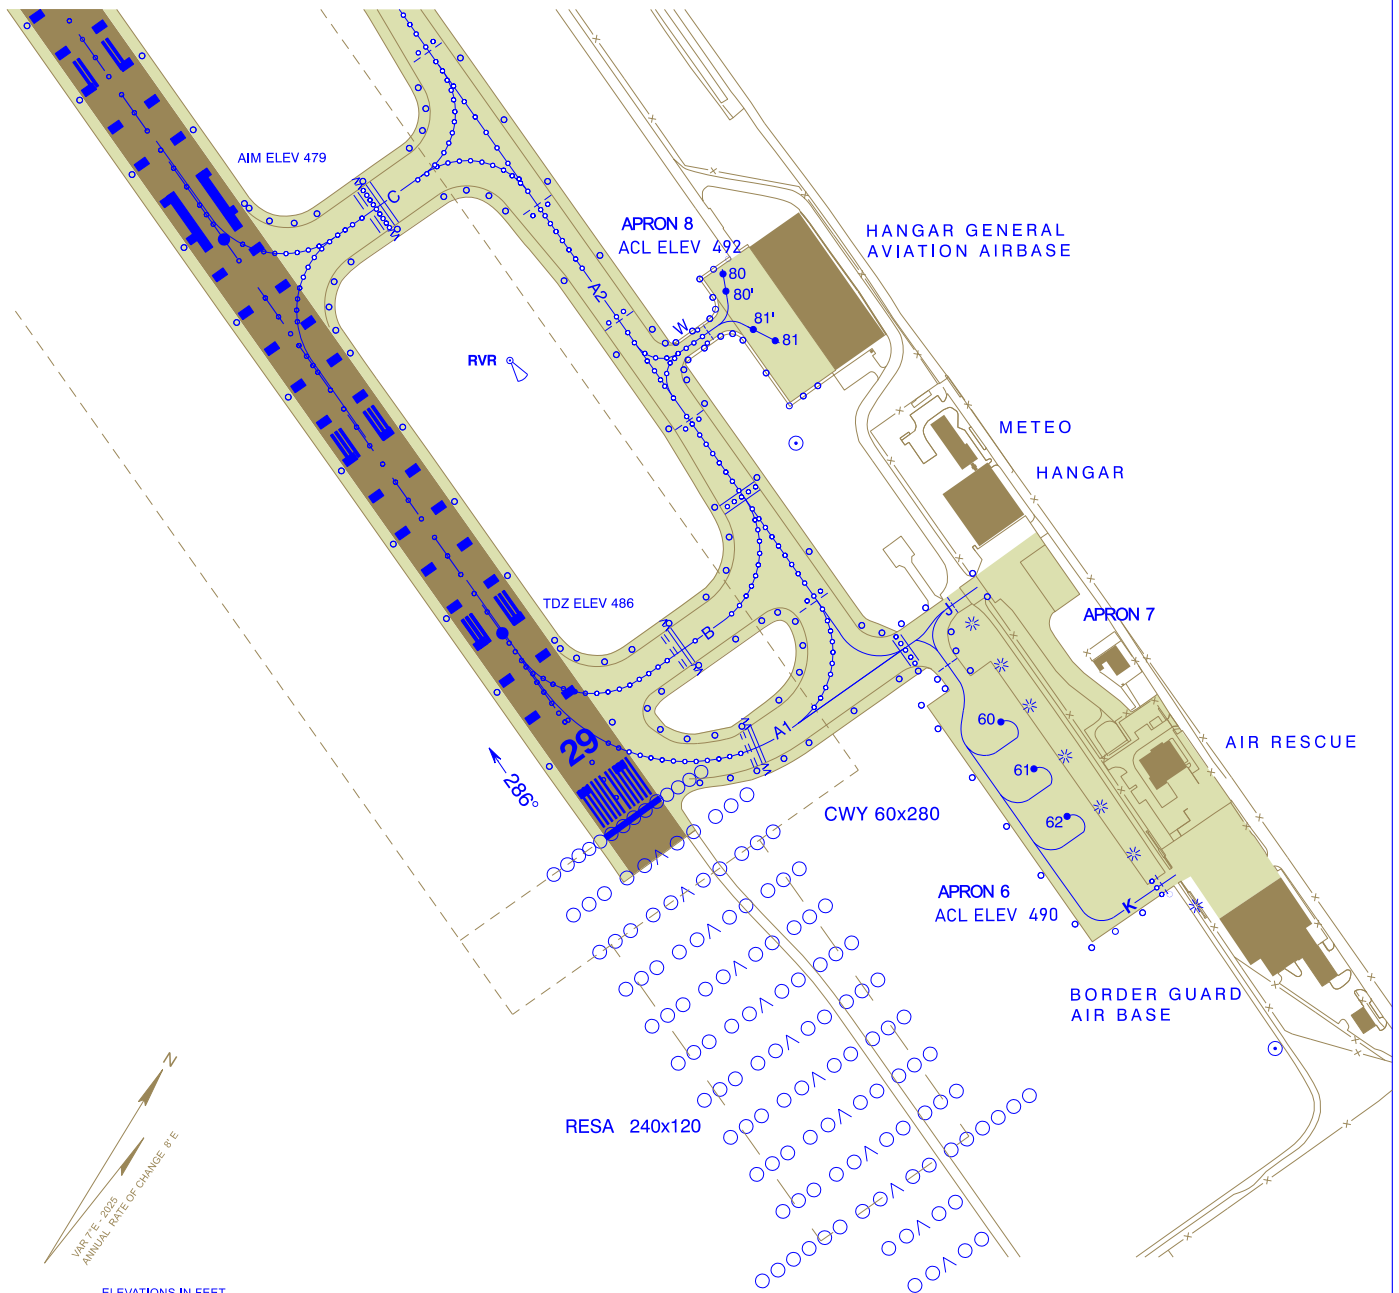 AIM ELEV 479
C
APRON 8
ACL ELEV 492
HANGAR GENERAL
AVIATION AIRBASE
80
80'
A2
W
81'
81
RVR
METEO
HANGAR
TDZ ELEV 486
B
J
APRON 7
60
A1
29
AIR RESCUE
61
286°
CWY 60x280
62
APRON 6
ACL ELEV 490
K
BORDER GUARD
AIR BASE
N
RESA 240x120
VAR 7°E - 2025
ANNUAL RATE OF CHANGE 8'E
ELEVATIONS IN FEET